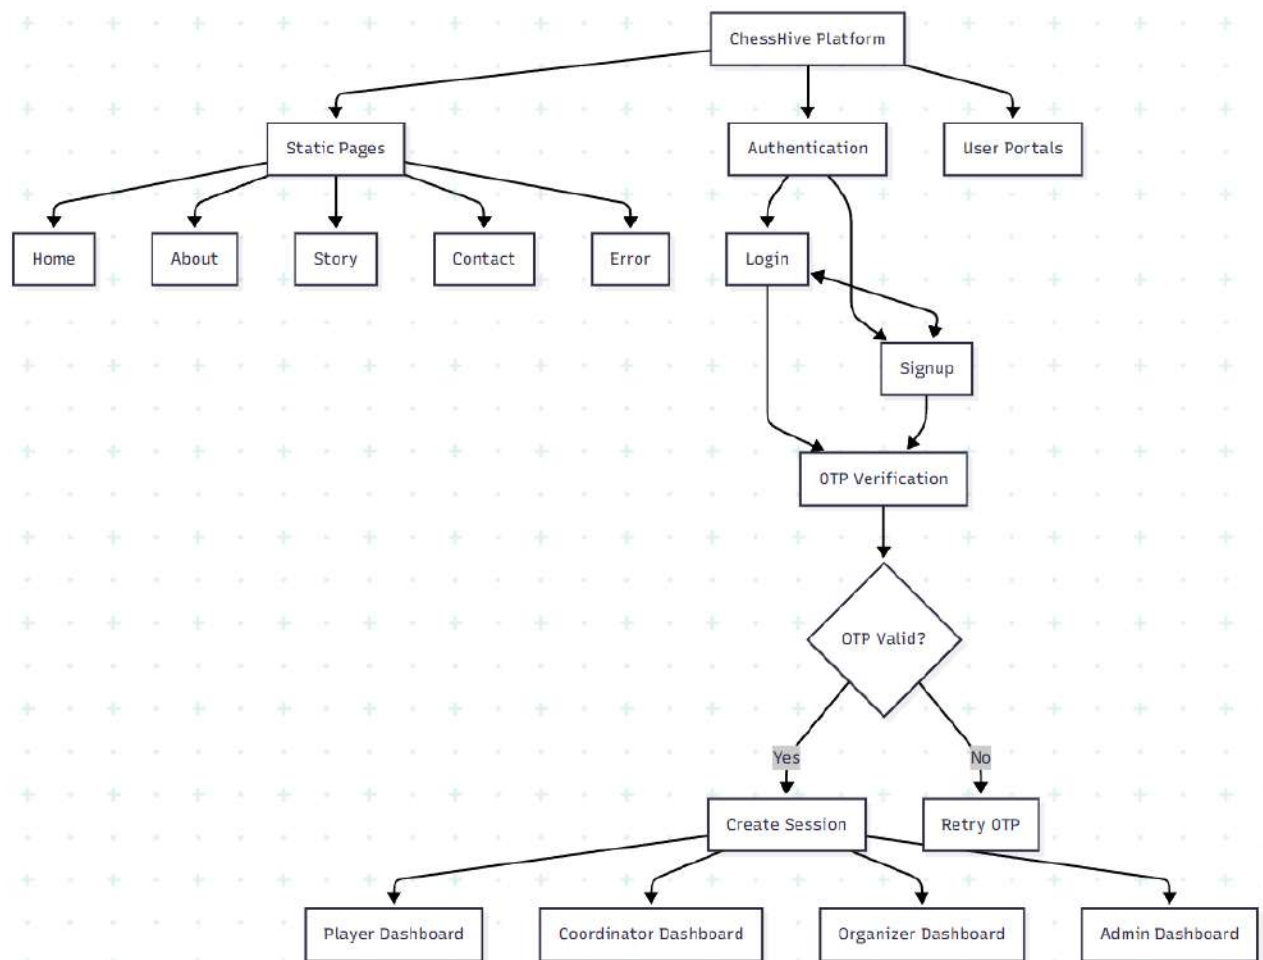 ChessHive Platform
Static Pages
Authentication
User Portals
Home
About
Story
Contact
Error
Login
Signup
OTP Verification
OTP Valid?
Yes
No
Create Session
Retry OTP
Player Dashboard
Coordinator Dashboard
Organizer Dashboard
Admin Dashboard